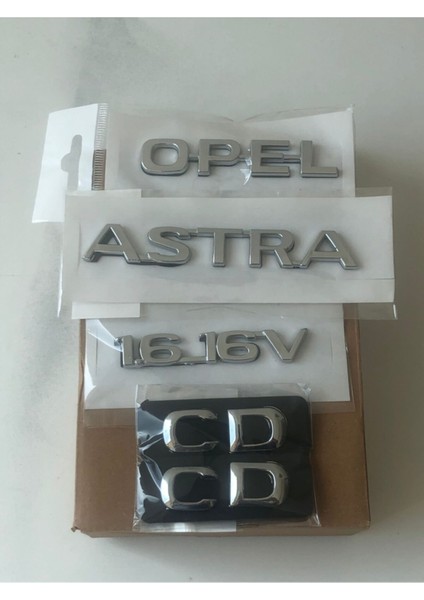 OPEL
ASTRA
1.6 16V
CD
CD